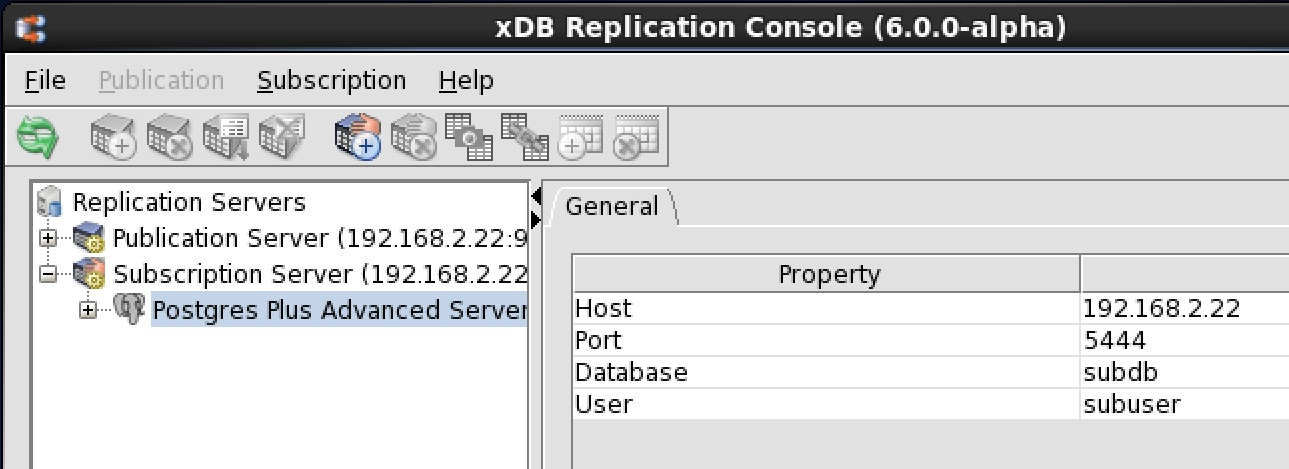 xDB Replication Console (6.0.0-alpha)
File Publication Subscription Help
Replication Servers
Publication Server (192.168.2.22:9
Subscription Server (192.168.2.22
Postgres Plus Advanced Server
General
Property
Host 192.168.2.22
Port 5444
Database subdb
User subuser